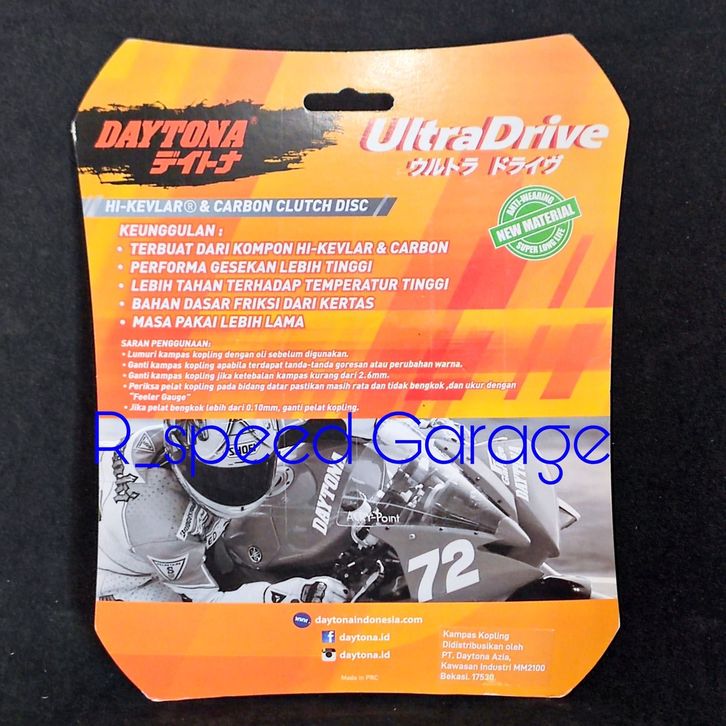 DAYTONA®
デイトナ
UltraDrive
ウルトラ ドライヴ
HI-KEVLAR® & CARBON CLUTCH DISC
ANTI-WEARING
NEW MATERIAL
SUPER LONG LIFE
KEUNGGULAN :
• TERBUAT DARI KOMPON HI-KEVLAR & CARBON
• PERFORMA GESEKAN LEBIH TINGGI
• LEBIH TAHAN TERHADAP TEMPERATUR TINGGI
• BAHAN DASAR FRIKSI DARI KERTAS
• MASA PAKAI LEBIH LAMA
SARAN PENGGUNAAN:
• Lumuri kampas kopling dengan oli sebelum digunakan.
• Ganti kampas kopling apabila terdapat tanda-tanda goresan atau perubahan warna.
• Ganti kampas kopling jika ketebalan kampas kurang dari 2.6mm.
• Periksa pelat kopling pada bidang datar pastikan masih rata dan tidak bengkok ,dan ukur dengan
"Feeler Gauge"
• Jika pelat bengkok lebih dari 0.10mm, ganti pelat kopling.
R_speed Garage
SHOEI
DAYTONA
DAYTONA
72
daytonaindonesia.com
daytona.id
daytona.id
Made in PRC
Kampas Kopling
Didistribusikan oleh
PT. Daytona Azia,
Kawasan Industri MM2100
Bekasi. 17530